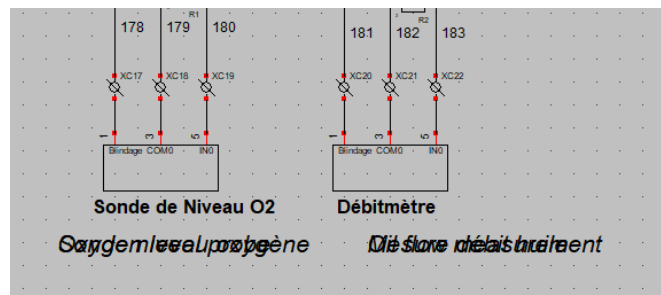 R1
R2
178 179 180
181 182 183
XC17 XC18 XC19
XC20 XC21 XC22
1 3 5
1 3 5
Blindage COM0 IN0
Blindage COM0 IN0
Sonde de Niveau O2
Débitmètre